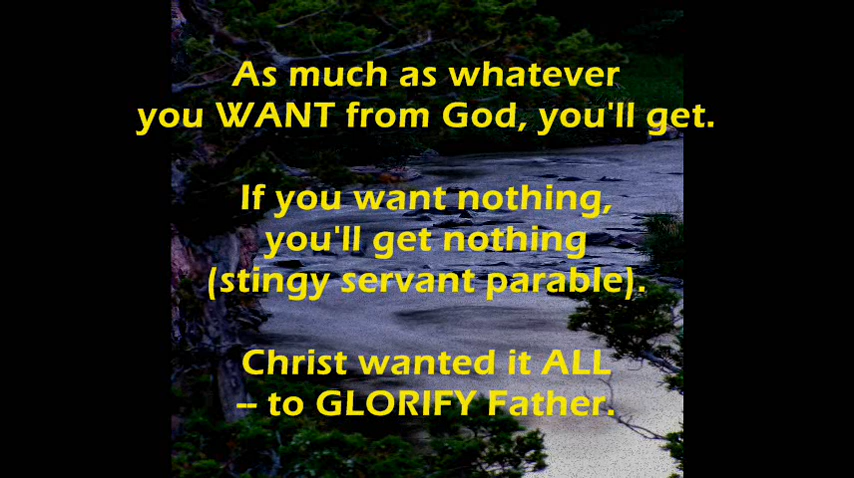 As much as whatever
you WANT from God, you'll get.
If you want nothing,
you'll get nothing
(stingy servant parable).
Christ wanted it ALL
-- to GLORIFY Father.